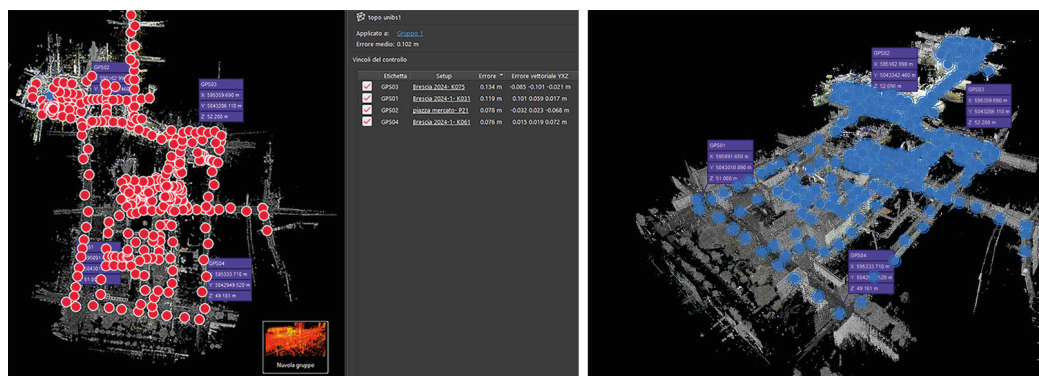 GPS02
595162.990 m
GPS03
X: 595359.690 m
Y: 5043286.110 m
Z: 52.200 m
GPS04
595333.710 m
Y: 5042949.520 m
Z: 49.181 m
Nuvola gruppo
topo unibs1
Applicato a: Gruppo 1
Errore medio: 0.102 m
Vincoli del controllo
Etichetta Setup Errore Errore vettoriale YXZ
GPS03 Brescia 2024- K075 0.134 m -0.085 -0.101 -0.021 m
GPS01 Brescia 2024-1- K031 0.119 m 0.101 0.059 0.017 m
GPS02 piazza mercato- P21 0.078 m -0.032 0.023 -0.068 m
GPS04 Brescia 2024-1- K061 0.076 m 0.015 0.019 0.072 m
GPS02
X: 595162.990 m
Y: 5043342.460 m
Z: 52.090 m
GPS03
X: 595359.690 m
Y: 5043286.110 m
Z: 52.200 m
GPS01
X: 595091.650 m
Y: 5043010.890 m
Z: 51.000 m
GPS04
X: 595333.710 m
Z: 49.181 m